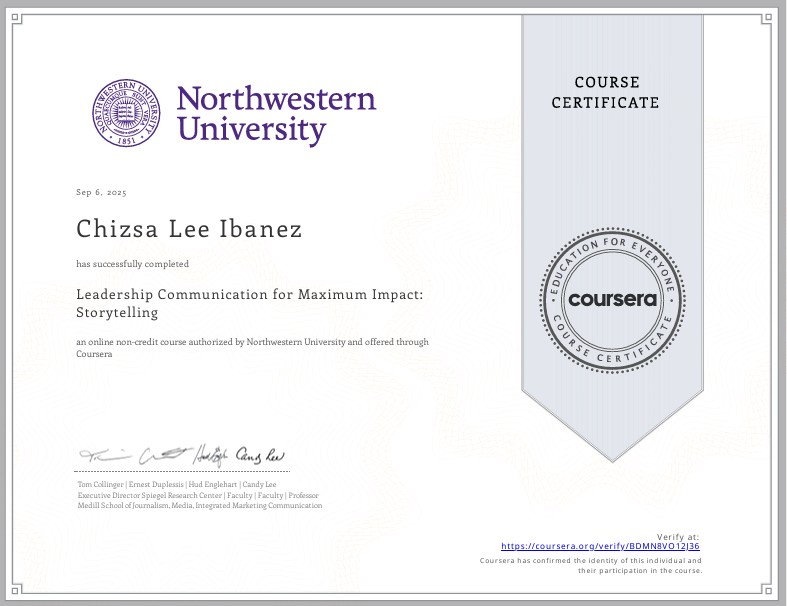 Northwestern
University
NORTHWESTERN UNIVERSITY
QUAECUMQUE SUNT VERA
1851
COURSE
CERTIFICATE
Sep 6, 2025
Chizsa Lee Ibanez
has successfully completed
Leadership Communication for Maximum Impact:
Storytelling
an online non-credit course authorized by Northwestern University and offered through
Coursera
EDUCATION FOR EVERYONE
coursera
COURSE CERTIFICATE
Tom Collinger | Ernest Duplessis | Hud Englehart | Candy Lee
Executive Director Spiegel Research Center | Faculty | Faculty | Professor
Medill School of Journalism, Media, Integrated Marketing Communication
Verify at:
https://coursera.org/verify/BDMN8VO12J36
Coursera has confirmed the identity of this individual and
their participation in the course.